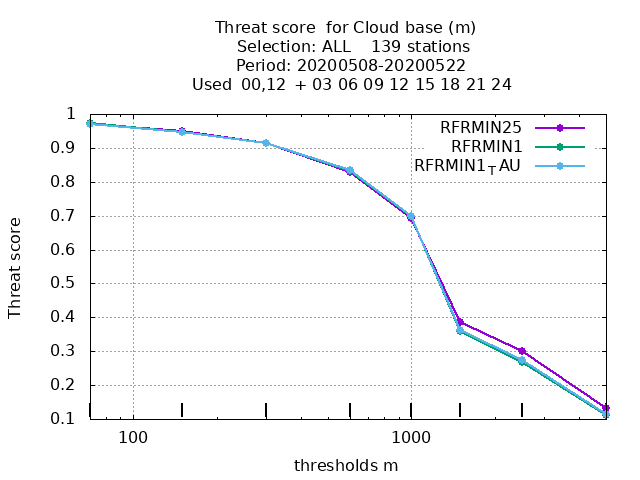 Threat score for Cloud base (m)
Selection: ALL 139 stations
Period: 20200508-20200522
Used 00,12 + 03 06 09 12 15 18 21 24
RFRMIN25
RFRMIN1
RFRMIN1TAU
1
0.9
0.8
0.7
0.6
0.5
0.4
0.3
0.2
0.1
Threat score
100 1000
thresholds m